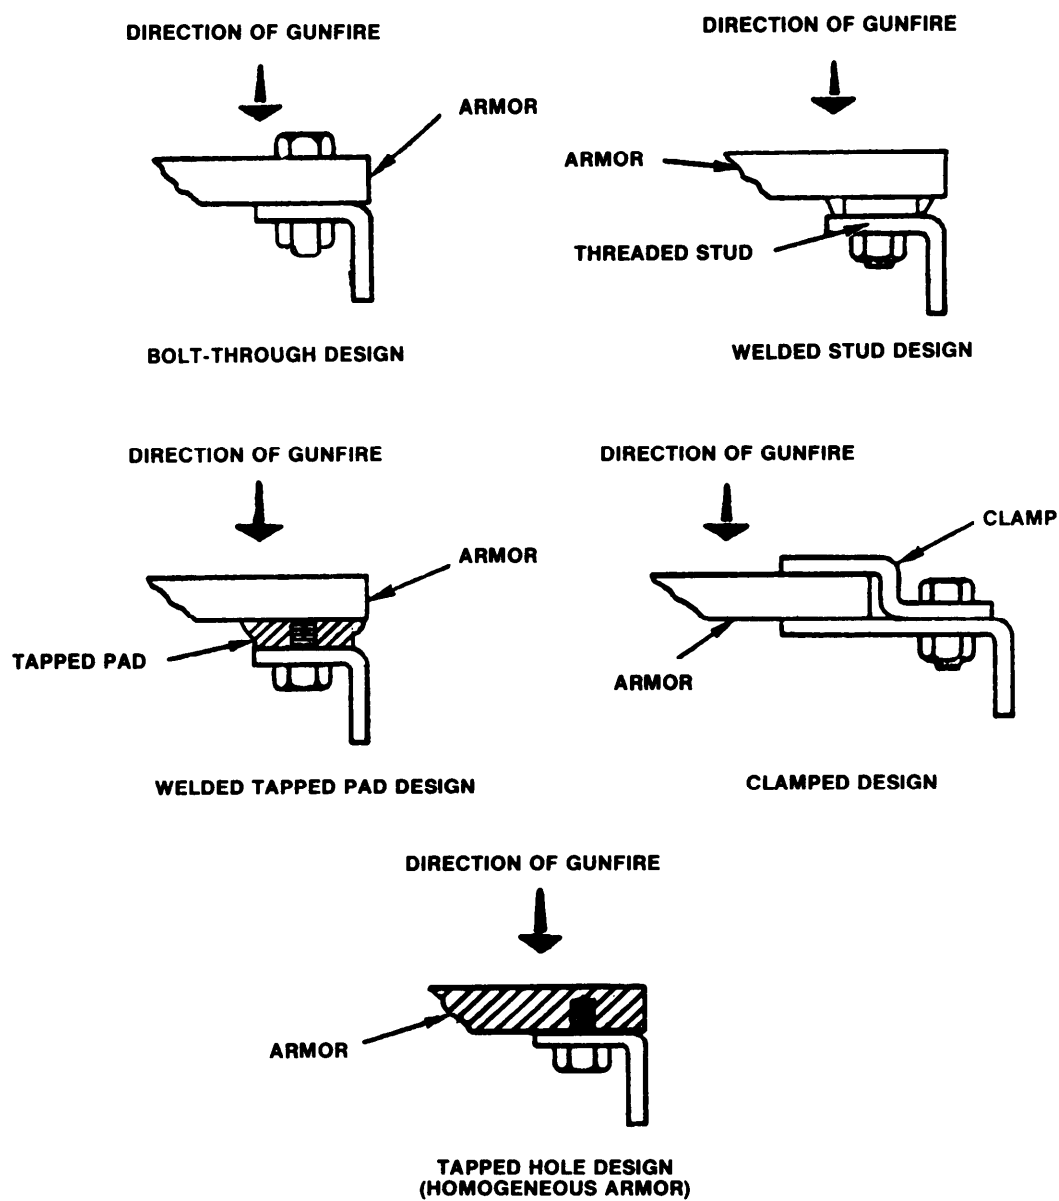 DIRECTION OF GUNFIRE
ARMOR
BOLT-THROUGH DESIGN
DIRECTION OF GUNFIRE
ARMOR
THREADED STUD
WELDED STUD DESIGN
DIRECTION OF GUNFIRE
ARMOR
TAPPED PAD
WELDED TAPPED PAD DESIGN
DIRECTION OF GUNFIRE
CLAMP
ARMOR
CLAMPED DESIGN
DIRECTION OF GUNFIRE
ARMOR
TAPPED HOLE DESIGN
(HOMOGENEOUS ARMOR)